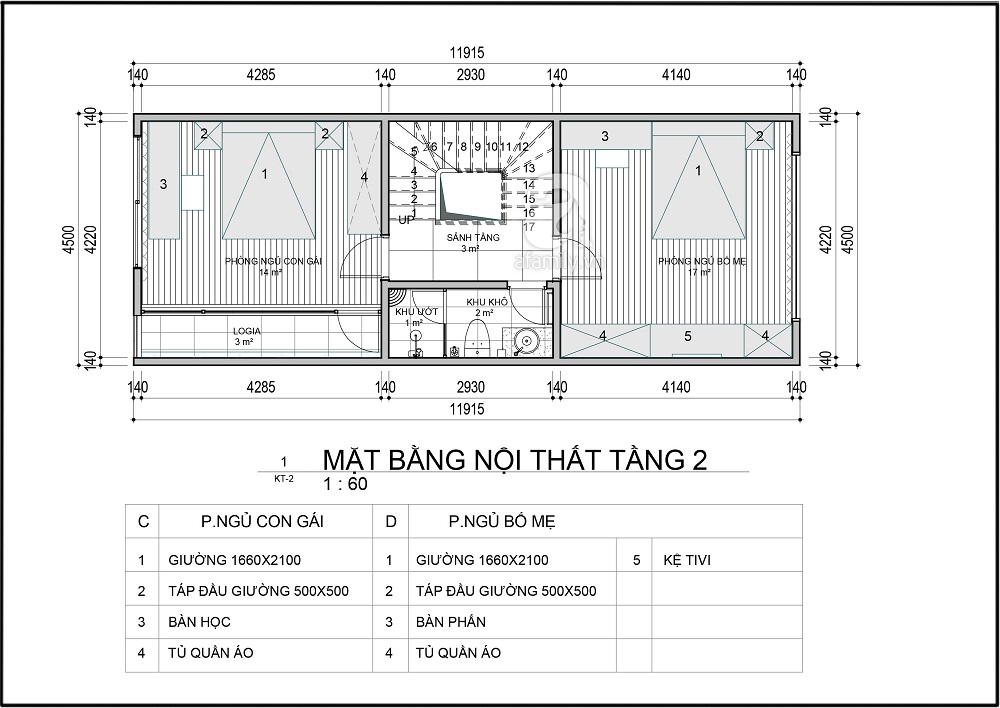 11915
140 4285 140 2930 140 4140 140
140 140
4500 4220 4220 4500
140 140
2 2 3 2
1 1
3 4
5 6 7 8 9 10 11 12
4 13
3 14
2 15
1 16
UP 17
SẢNH TẦNG
3 m²
afamily.vn
PHÒNG NGỦ CON GÁI
14 m²
PHÒNG NGỦ BỐ MẸ
17 m²
KHU ƯỚT
1 m²
KHU KHÔ
2 m²
LOGIA
3 m²
4 5 4
140 4285 140 2930 140 4140 140
11915
1 MẶT BẰNG NỘI THẤT TẦNG 2
KT-2 1 : 60
C P.NGỦ CON GÁI D P.NGỦ BỐ MẸ
1 GIƯỜNG 1660X2100 1 GIƯỜNG 1660X2100 5 KỆ TIVI
2 TÁP ĐẦU GIƯỜNG 500X500 2 TÁP ĐẦU GIƯỜNG 500X500
3 BÀN HỌC 3 BÀN PHẤN
4 TỦ QUẦN ÁO 4 TỦ QUẦN ÁO